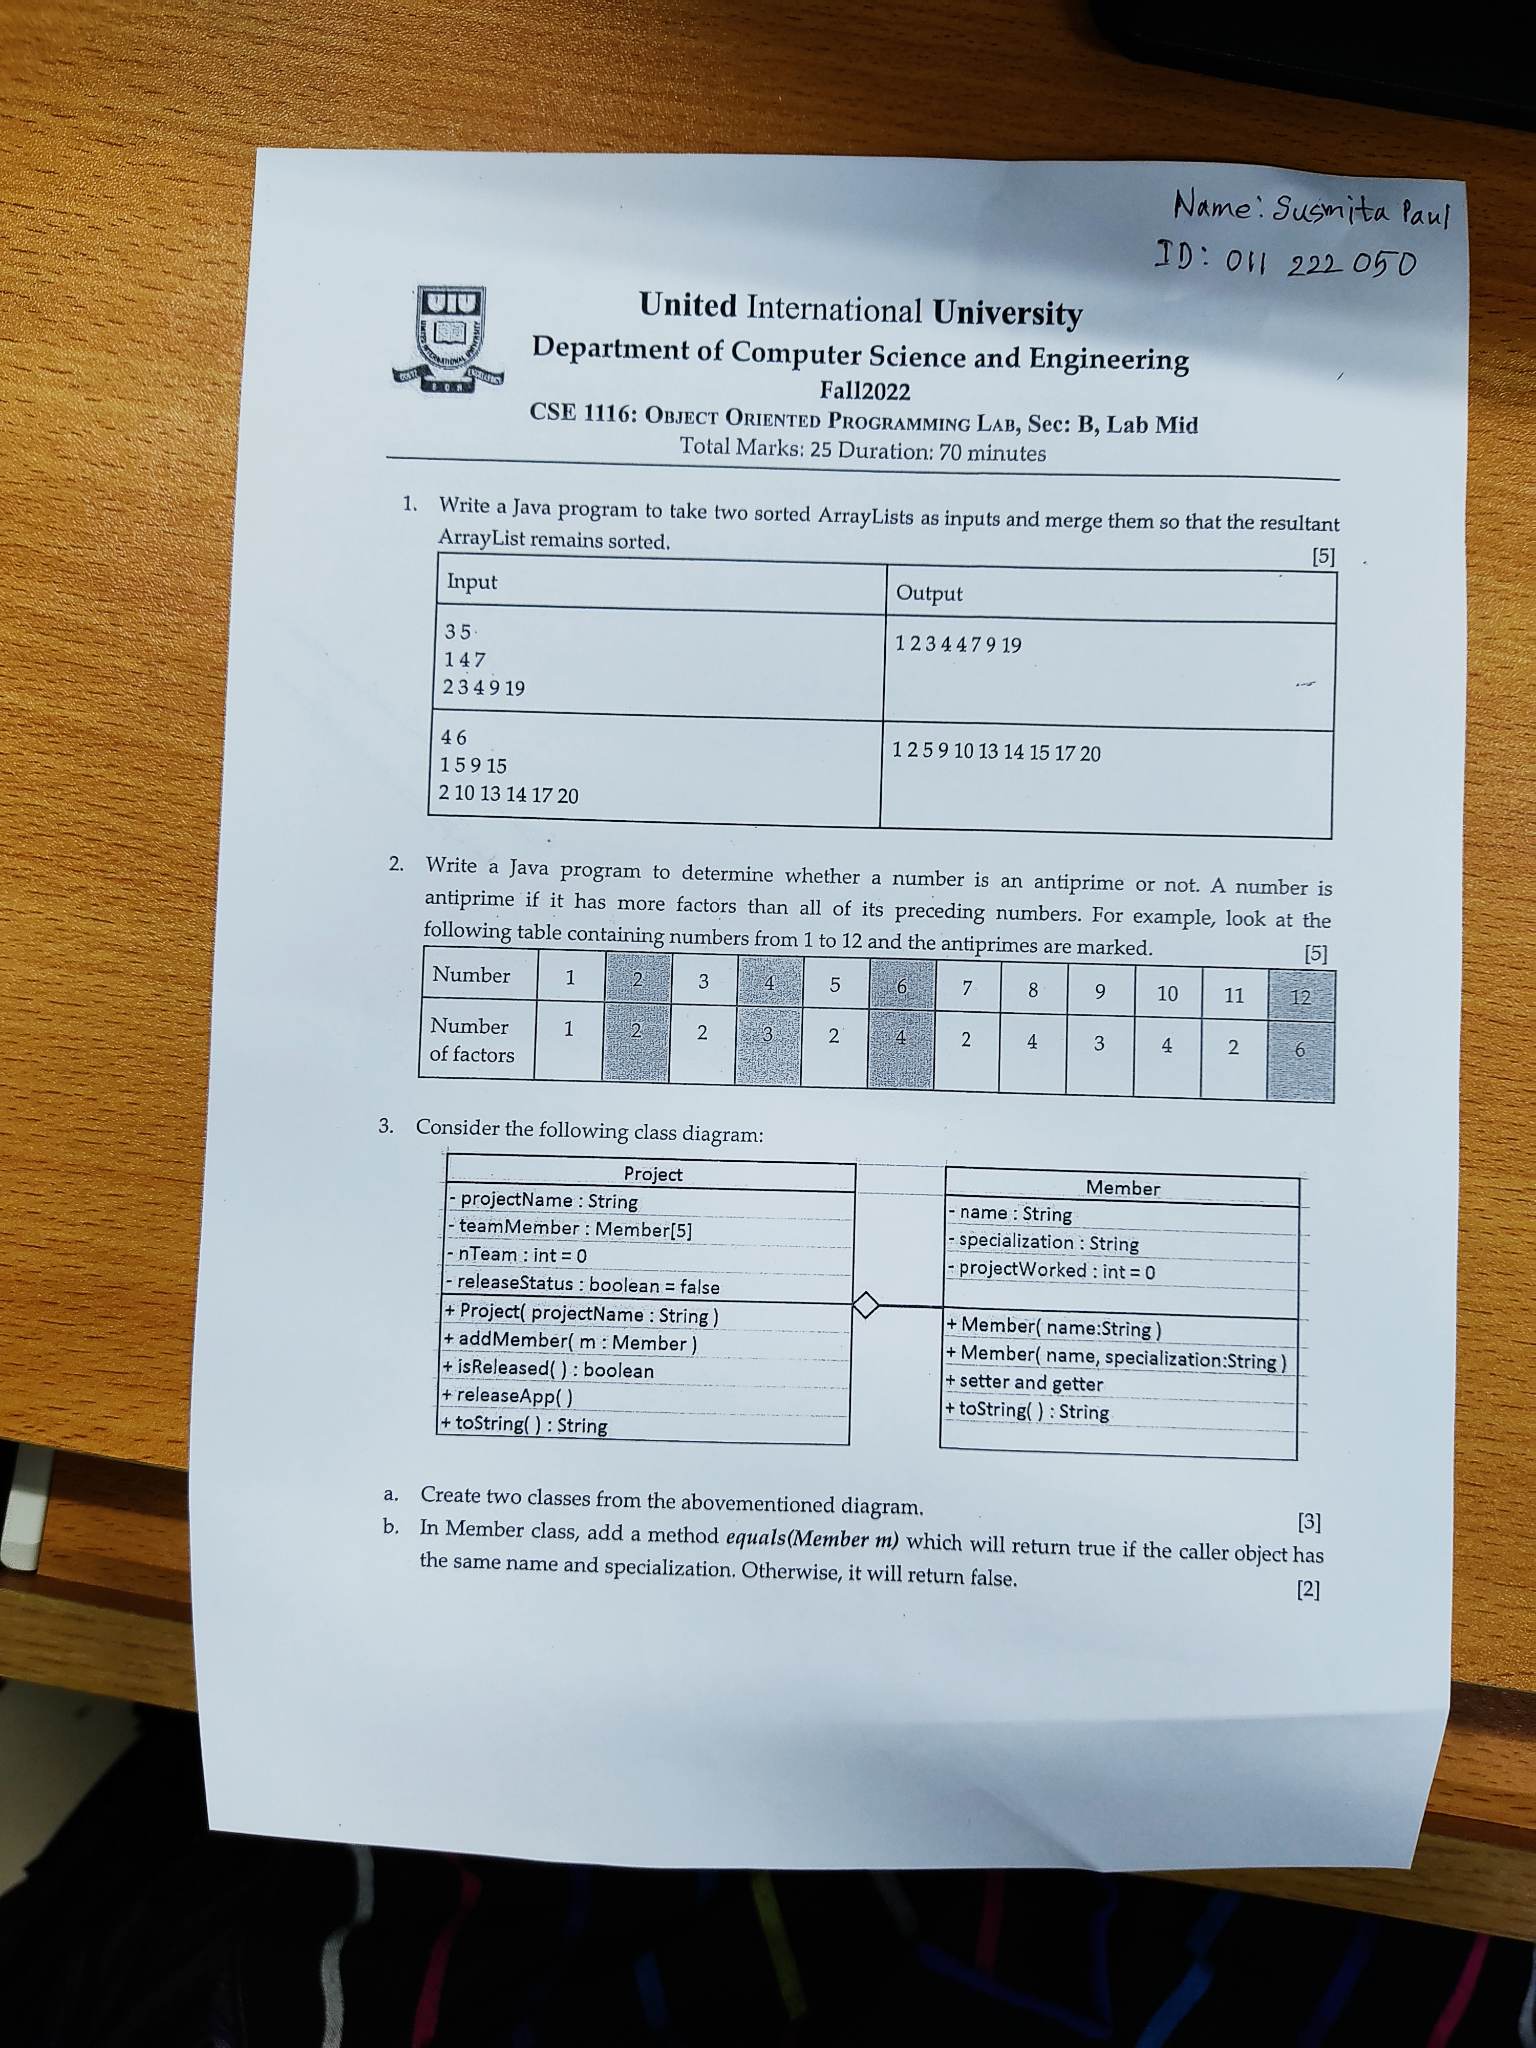 Name: Susmita Paul
ID: 011 222 050
UIU
United International University
Department of Computer Science and Engineering
Fall2022
CSE 1116: OBJECT ORIENTED PROGRAMMING LAB, Sec: B, Lab Mid
Total Marks: 25 Duration: 70 minutes
1. Write a Java program to take two sorted ArrayLists as inputs and merge them so that the resultant
ArrayList remains sorted. [5]
Input Output
3 5 1 2 3 4 4 7 9 19
1 4 7
2 3 4 9 19
4 6 1 2 5 9 10 13 14 15 17 20
1 5 9 15
2 10 13 14 17 20
2. Write a Java program to determine whether a number is an antiprime or not. A number is
antiprime if it has more factors than all of its preceding numbers. For example, look at the
following table containing numbers from 1 to 12 and the antiprimes are marked. [5]
Number 1 2 3 4 5 6 7 8 9 10 11 12
Number of factors 1 2 2 3 2 4 2 4 3 4 2 6
3. Consider the following class diagram:
Project
- projectName : String
- teamMember : Member[5]
- nTeam : int = 0
- releaseStatus : boolean = false
+ Project( projectName : String )
+ addMember( m : Member )
+ isReleased( ) : boolean
+ releaseApp( )
+ toString( ) : String
Member
- name : String
- specialization : String
- projectWorked : int = 0
+ Member( name:String )
+ Member( name, specialization:String )
+ setter and getter
+ toString( ) : String
a. Create two classes from the abovementioned diagram. [3]
b. In Member class, add a method equals(Member m) which will return true if the caller object has
the same name and specialization. Otherwise, it will return false. [2]